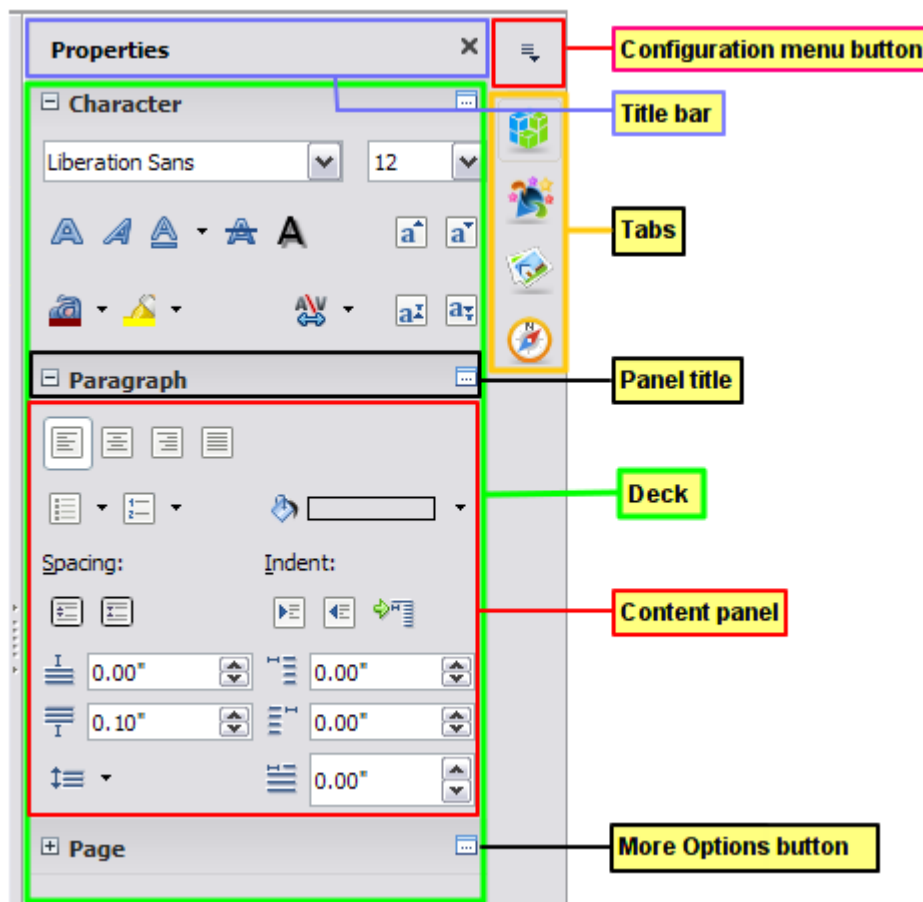 Properties
Configuration menu button
Character
Title bar
Liberation Sans 12
Tabs
Paragraph
Panel title
Deck
Spacing: Indent:
Content panel
0.00" 0.00"
0.10" 0.00"
0.00"
Page
More Options button